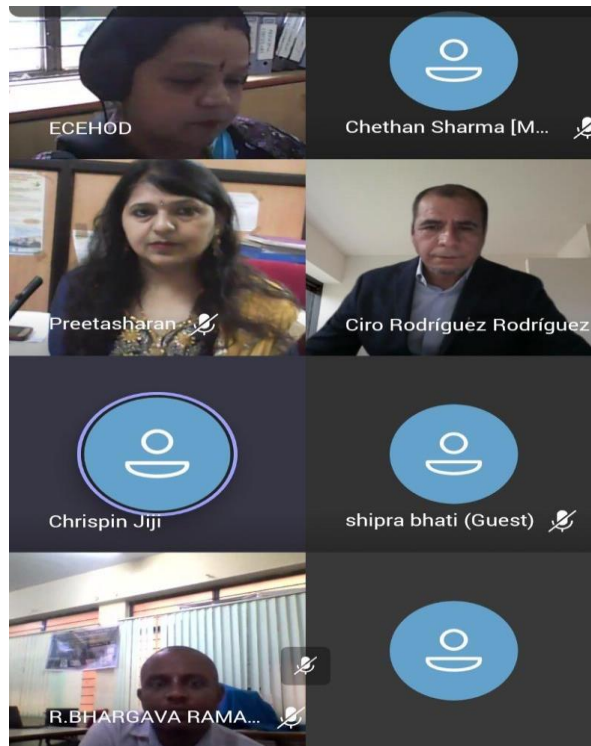 ECEHOD
Chethan Sharma [M...
Preetasharan
Ciro Rodríguez Rodríguez
Chrispin Jiji
shipra bhati (Guest)
R.BHARGAVA RAMA...